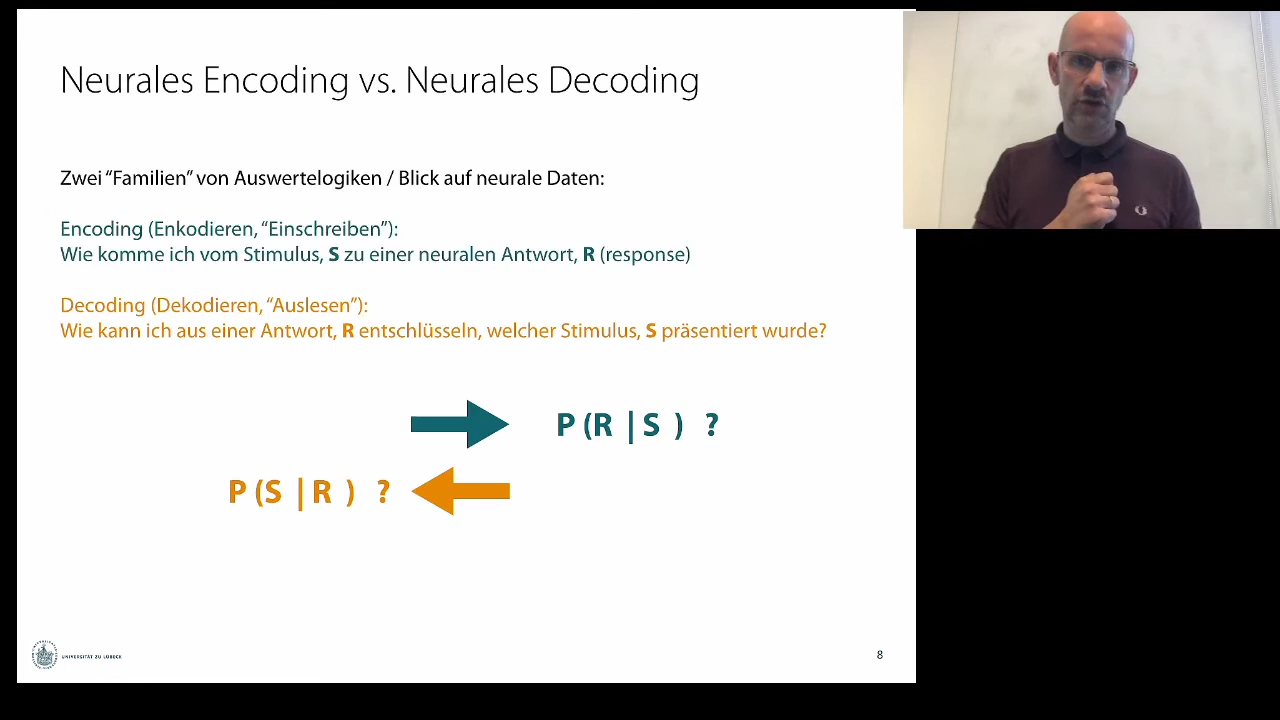 Neurales Encoding vs. Neurales Decoding
Zwei “Familien” von Auswertelogiken / Blick auf neurale Daten:
Encoding (Enkodieren, “Einschreiben”):
Wie komme ich vom Stimulus, S zu einer neuralen Antwort, R (response)
Decoding (Dekodieren, “Auslesen”):
Wie kann ich aus einer Antwort, R entschlüsseln, welcher Stimulus, S präsentiert wurde?
P (R | S ) ?
P (S | R ) ?
UNIVERSITÄT ZU LÜBECK
8